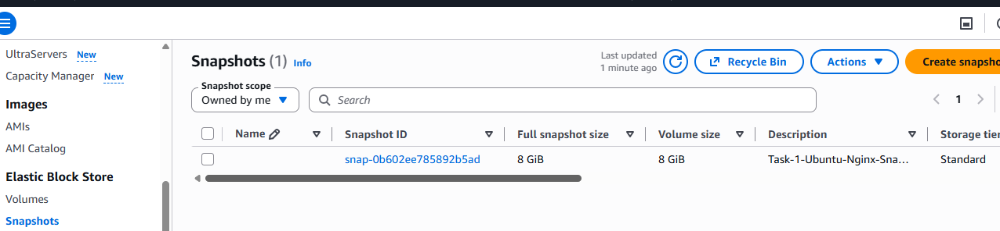 UltraServers New
Capacity Manager New
Images
AMIs
AMI Catalog
Elastic Block Store
Volumes
Snapshots
Snapshots (1) Info
Last updated
1 minute ago
Recycle Bin
Actions
Create snapsho
Snapshot scope
Owned by me
Search
1
Name
Snapshot ID
Full snapshot size
Volume size
Description
Storage tier
snap-0b602ee785892b5ad
8 GiB
8 GiB
Task-1-Ubuntu-Nginx-Sna...
Standard